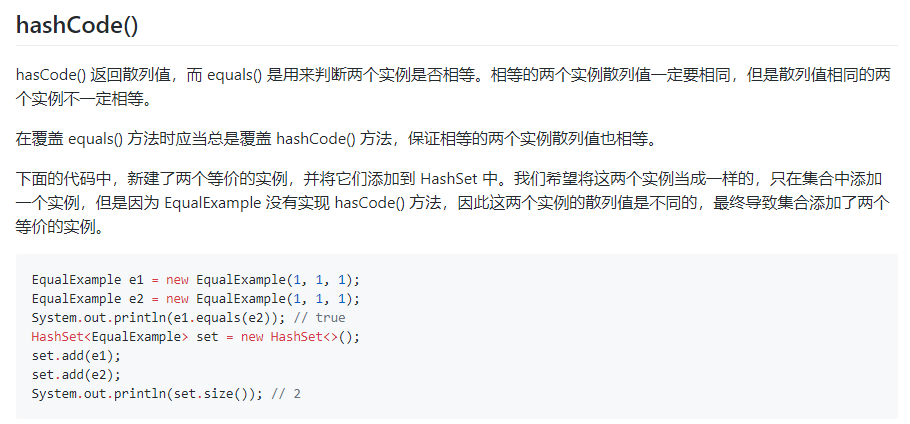 hashCode()
hasCode() 返回散列值，而 equals() 是用来判断两个实例是否相等。相等的两个实例散列值一定要相同，但是散列值相同的两
个实例不一定相等。
在覆盖 equals() 方法时应当总是覆盖 hashCode() 方法，保证相等的两个实例散列值也相等。
下面的代码中，新建了两个等价的实例，并将它们添加到 HashSet 中。我们希望将这两个实例当成一样的，只在集合中添加
一个实例，但是因为 EqualExample 没有实现 hasCode() 方法，因此这两个实例的散列值是不同的，最终导致集合添加了两个
等价的实例。
EqualExample e1 = new EqualExample(1, 1, 1);
EqualExample e2 = new EqualExample(1, 1, 1);
System.out.println(e1.equals(e2)); // true
HashSet<EqualExample> set = new HashSet<>();
set.add(e1);
set.add(e2);
System.out.println(set.size()); // 2